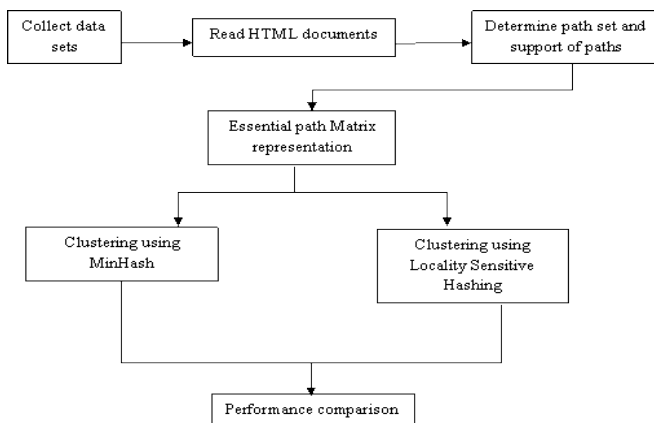 Collect data
sets
Read HTML documents
Determine path set and
support of paths
Essential path Matrix
representation
Clustering using
MinHash
Clustering using
Locality Sensitive
Hashing
Performance comparison